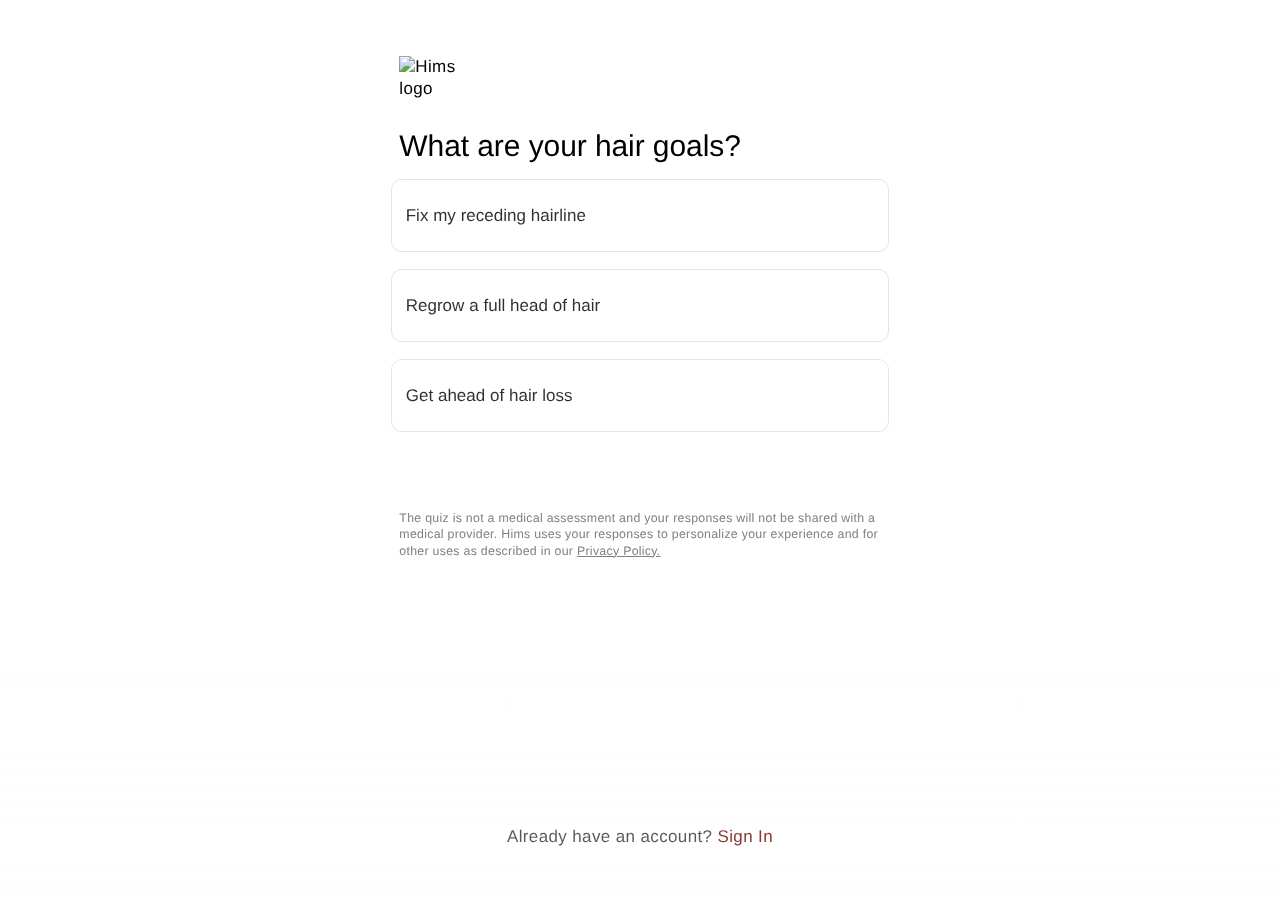 Hims
logo
What are your hair goals?
Fix my receding hairline
Regrow a full head of hair
Get ahead of hair loss
The quiz is not a medical assessment and your responses will not be shared with a
medical provider. Hims uses your responses to personalize your experience and for
other uses as described in our Privacy Policy.
Already have an account? Sign In